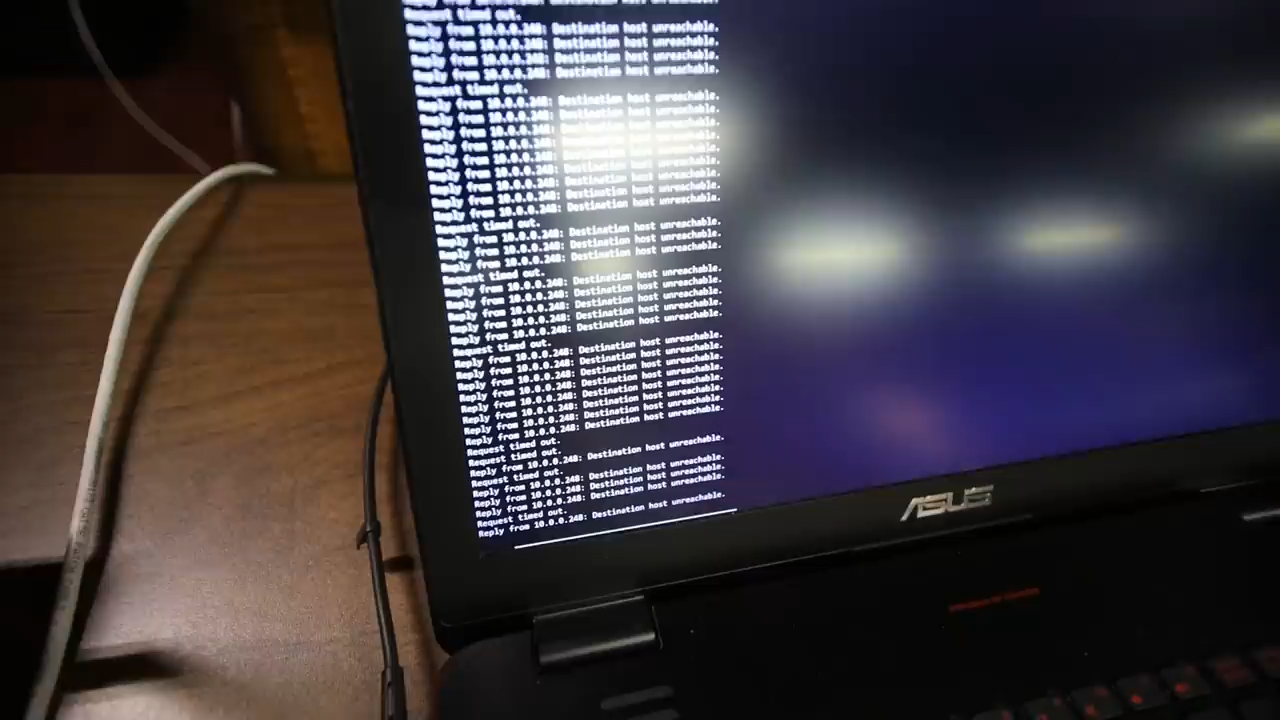 Request timed out.
Reply from 10.0.0.248: Destination host unreachable.
Reply from 10.0.0.248: Destination host unreachable.
Reply from 10.0.0.248: Destination host unreachable.
Reply from 10.0.0.248: Destination host unreachable.
Request timed out.
Reply from 10.0.0.248: Destination host unreachable.
Reply from 10.0.0.248: Destination host unreachable.
Reply from 10.0.0.248: Destination host unreachable.
Reply from 10.0.0.248: Destination host unreachable.
Reply from 10.0.0.248: Destination host unreachable.
Reply from 10.0.0.248: Destination host unreachable.
Reply from 10.0.0.248: Destination host unreachable.
Reply from 10.0.0.248: Destination host unreachable.
Reply from 10.0.0.248: Destination host unreachable.
Request timed out.
Reply from 10.0.0.248: Destination host unreachable.
Reply from 10.0.0.248: Destination host unreachable.
Reply from 10.0.0.248: Destination host unreachable.
Request timed out.
Reply from 10.0.0.248: Destination host unreachable.
Reply from 10.0.0.248: Destination host unreachable.
Reply from 10.0.0.248: Destination host unreachable.
Reply from 10.0.0.248: Destination host unreachable.
Reply from 10.0.0.248: Destination host unreachable.
Request timed out.
Reply from 10.0.0.248: Destination host unreachable.
Reply from 10.0.0.248: Destination host unreachable.
Reply from 10.0.0.248: Destination host unreachable.
Reply from 10.0.0.248: Destination host unreachable.
Reply from 10.0.0.248: Destination host unreachable.
Reply from 10.0.0.248: Destination host unreachable.
Reply from 10.0.0.248: Destination host unreachable.
Reply from 10.0.0.248: Destination host unreachable.
Request timed out.
Request timed out.
Reply from 10.0.0.248: Destination host unreachable.
Request timed out.
Reply from 10.0.0.248: Destination host unreachable.
Reply from 10.0.0.248: Destination host unreachable.
Reply from 10.0.0.248: Destination host unreachable.
Request timed out.
Reply from 10.0.0.248: Destination host unreachable.
ASUS